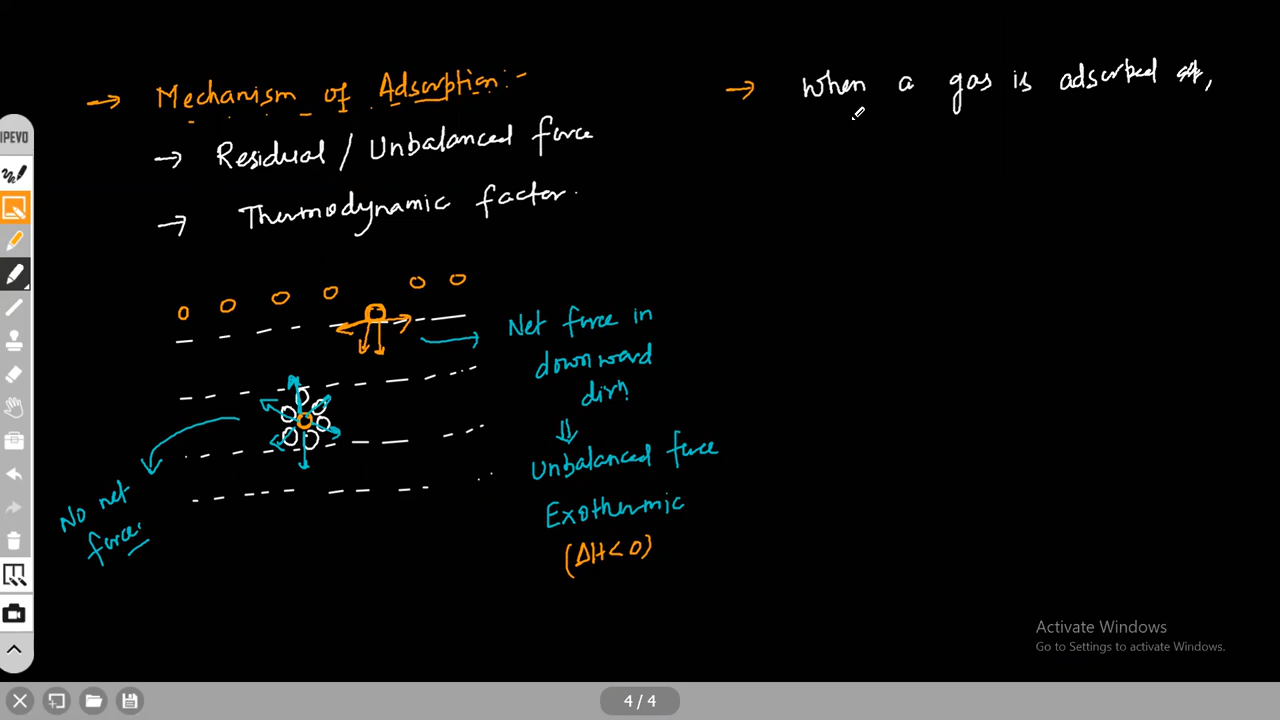 → Mechanism of Adsorption:-
→ Residual / Unbalanced force
→ Thermodynamic factor.
Net force in
downward
dirn
⇓
Unbalanced force
Exothermic
(ΔH < 0)
No net
force.
→ When a gas is adsorbed,
IPEVO
Activate Windows
Go to Settings to activate Windows.
4 / 4